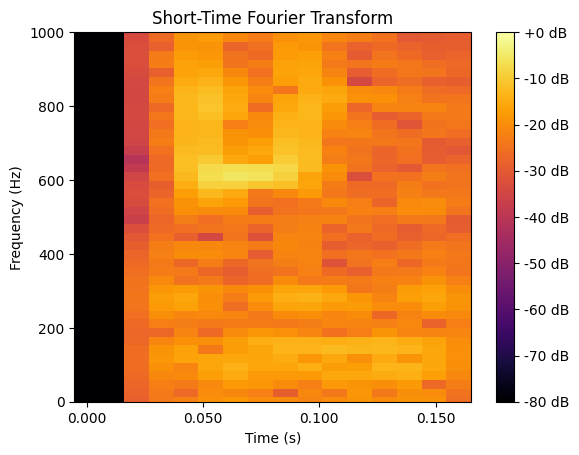 Short-Time Fourier Transform
Frequency (Hz)
1000
800
600
400
200
0
0.000
0.050
0.100
0.150
Time (s)
+0 dB
-10 dB
-20 dB
-30 dB
-40 dB
-50 dB
-60 dB
-70 dB
-80 dB